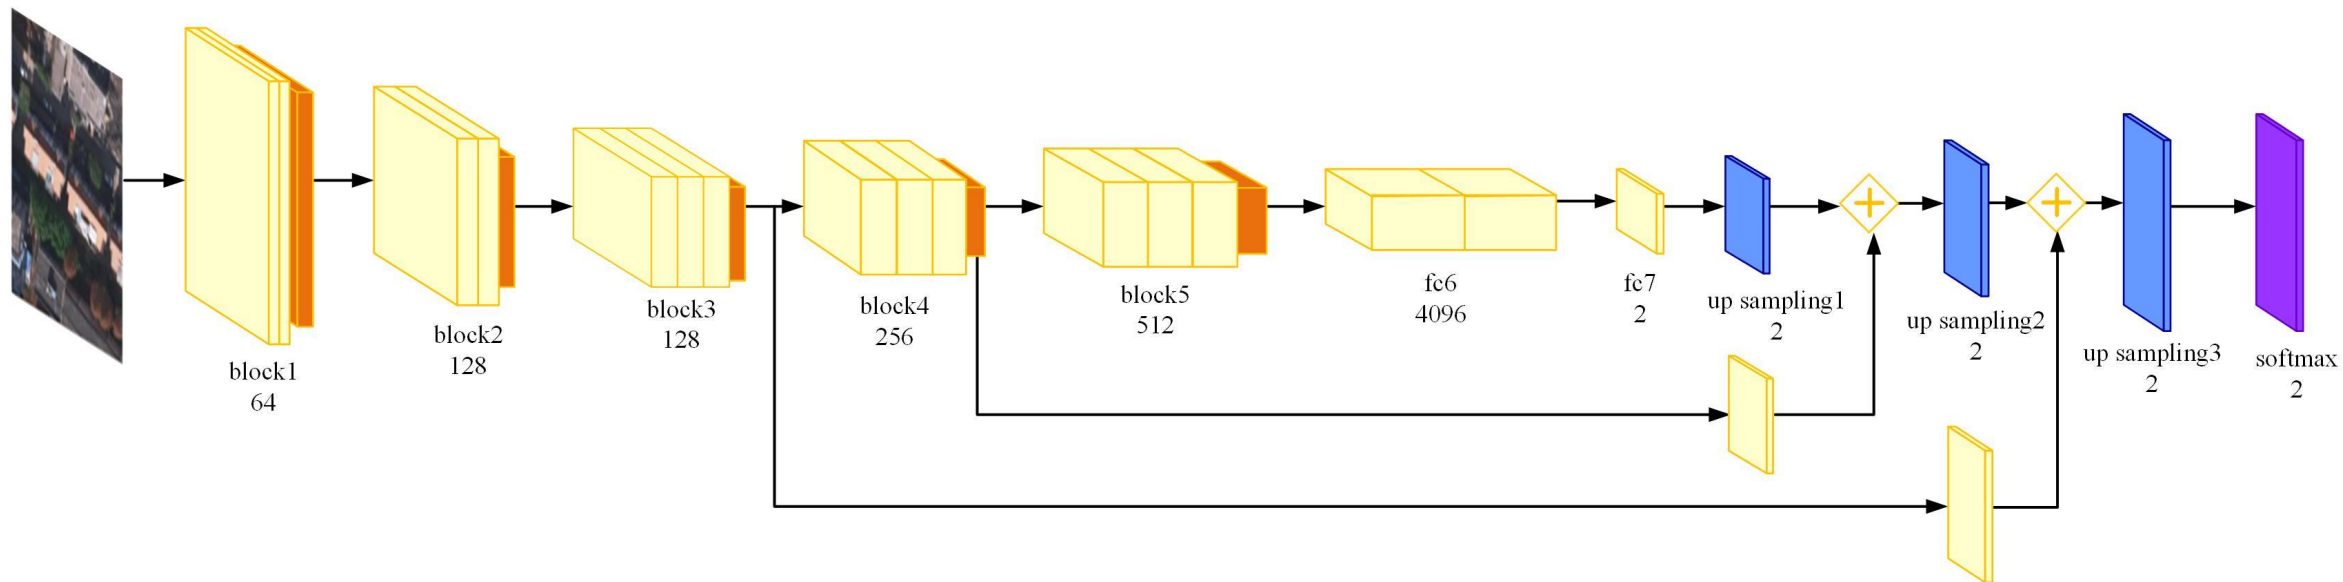 block1
64
block2
128
block3
128
block4
256
block5
512
fc6
4096
fc7
2
up sampling1
2
up sampling2
2
up sampling3
2
softmax
2